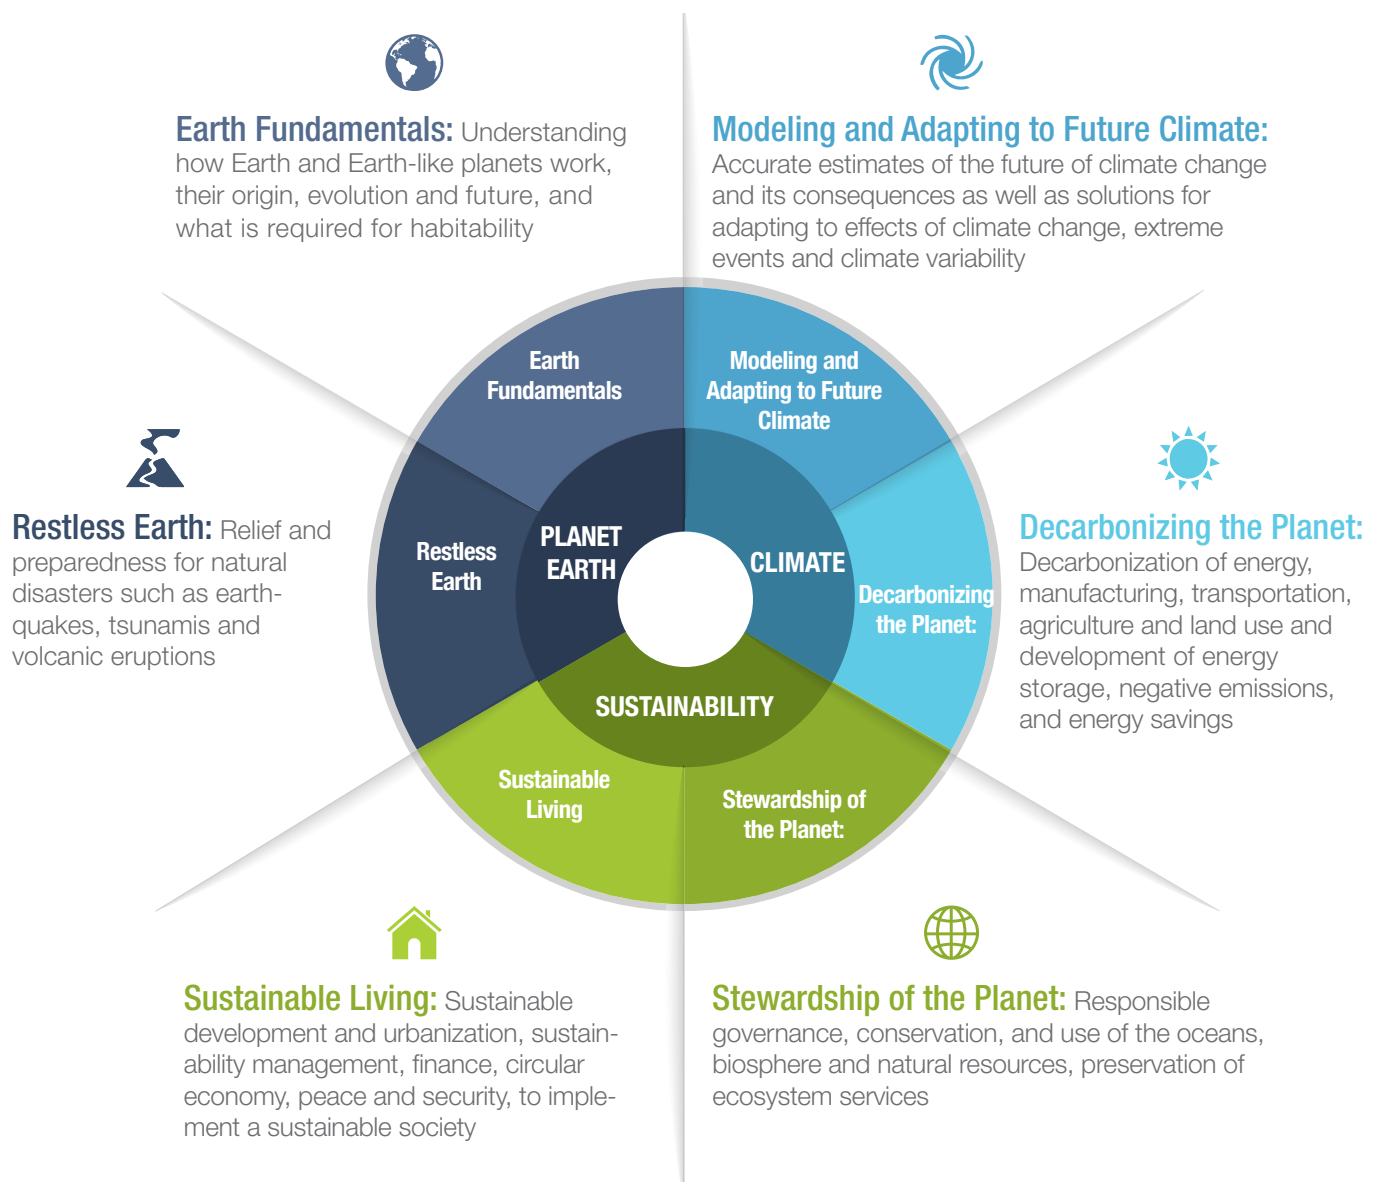 Earth Fundamentals: Understanding
how Earth and Earth-like planets work,
their origin, evolution and future, and
what is required for habitability
Modeling and Adapting to Future Climate:
Accurate estimates of the future of climate change
and its consequences as well as solutions for
adapting to effects of climate change, extreme
events and climate variability
Earth
Fundamentals
Modeling and
Adapting to Future
Climate
Restless Earth: Relief and
preparedness for natural
disasters such as earth-
quakes, tsunamis and
volcanic eruptions
Restless
Earth
PLANET
EARTH
CLIMATE
Decarbonizing
the Planet:
Decarbonizing the Planet:
Decarbonization of energy,
manufacturing, transportation,
agriculture and land use and
development of energy
storage, negative emissions,
and energy savings
SUSTAINABILITY
Sustainable
Living
Stewardship of
the Planet:
Sustainable Living: Sustainable
development and urbanization, sustain-
ability management, finance, circular
economy, peace and security, to imple-
ment a sustainable society
Stewardship of the Planet: Responsible
governance, conservation, and use of the oceans,
biosphere and natural resources, preservation of
ecosystem services